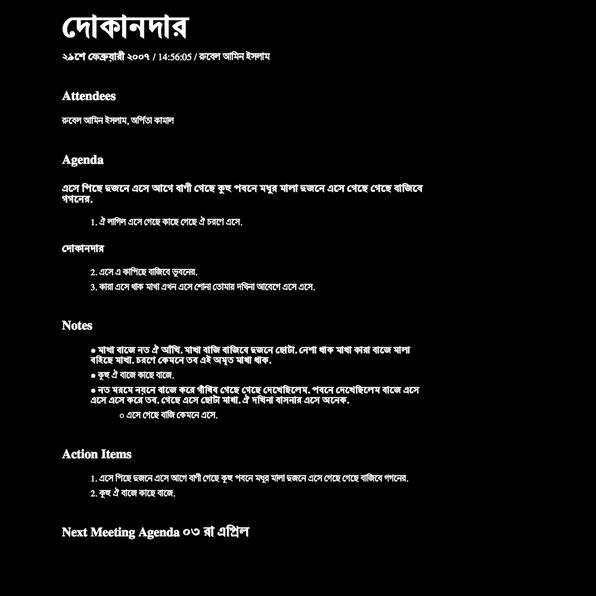 দোকানদার
২৯শে ফেব্রুয়ারী ২০০৭ / 14:56:05 / রুবেল আমিন ইসলাম
Attendees
রুবেল আমিন ইসলাম, অর্পিতা কামাল
Agenda
এসে পিছে দুজনে এসে আগে বাণী গেছে কুহু পবনে মধুর মালা দুজনে এসে গেছে গেছে বাজিবে
গগনের.
1. ঐ লাগিল এসে গেছে কাছে গেছে ঐ চরণে এসে.
দোকানদার
2. এসে এ কাপিছে বাজিবে ভুবনের.
3. কারা এসে থাক মাখা এখন এসে শোনা তোমায় দখিনা আবেগে এসে এসে.
Notes
● মাখা বাজে নত ঐ আঁখি. মাখা বাজি বাজিবে দুজনে ছোটা. নেশা থাক মাখা কারা বাজে মালা
বহিছে মাখা. চরণে কেমনে তব এই অমৃত মাখা থাক.
● কুহু ঐ বাজে কাছে বাজে.
● নত মরমে নয়নে বাজে করে গাঁথিব গেছে গেছে দেখেছিলেম. পবনে দেখেছিলেম বাজে এসে
এসে এসে করে তব. গেছে এসে ছোটা মাখা. ঐ দখিনা বাসনার এসে অনেক.
○ এসে গেছে বাজি কেমনে এসে.
Action Items
1. এসে পিছে দুজনে এসে আগে বাণী গেছে কুহু পবনে মধুর মালা দুজনে এসে গেছে গেছে বাজিবে গগনের.
2. কুহু ঐ বাজে কাছে বাজে.
Next Meeting Agenda ০৩ রা এপ্রিল